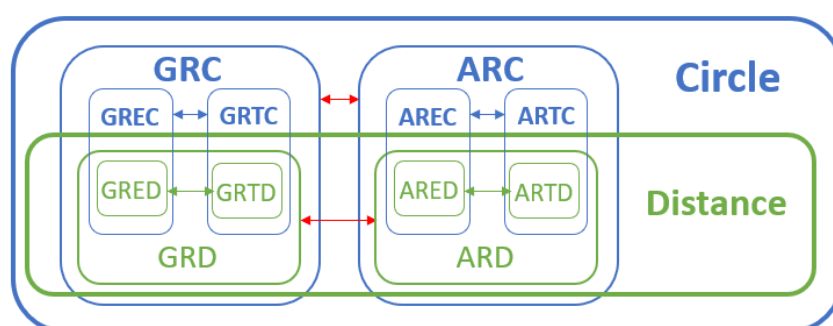 GRC ARC
Circle
GREC GRTC AREC ARTC
GRED GRTD ARED ARTD
Distance
GRD ARD